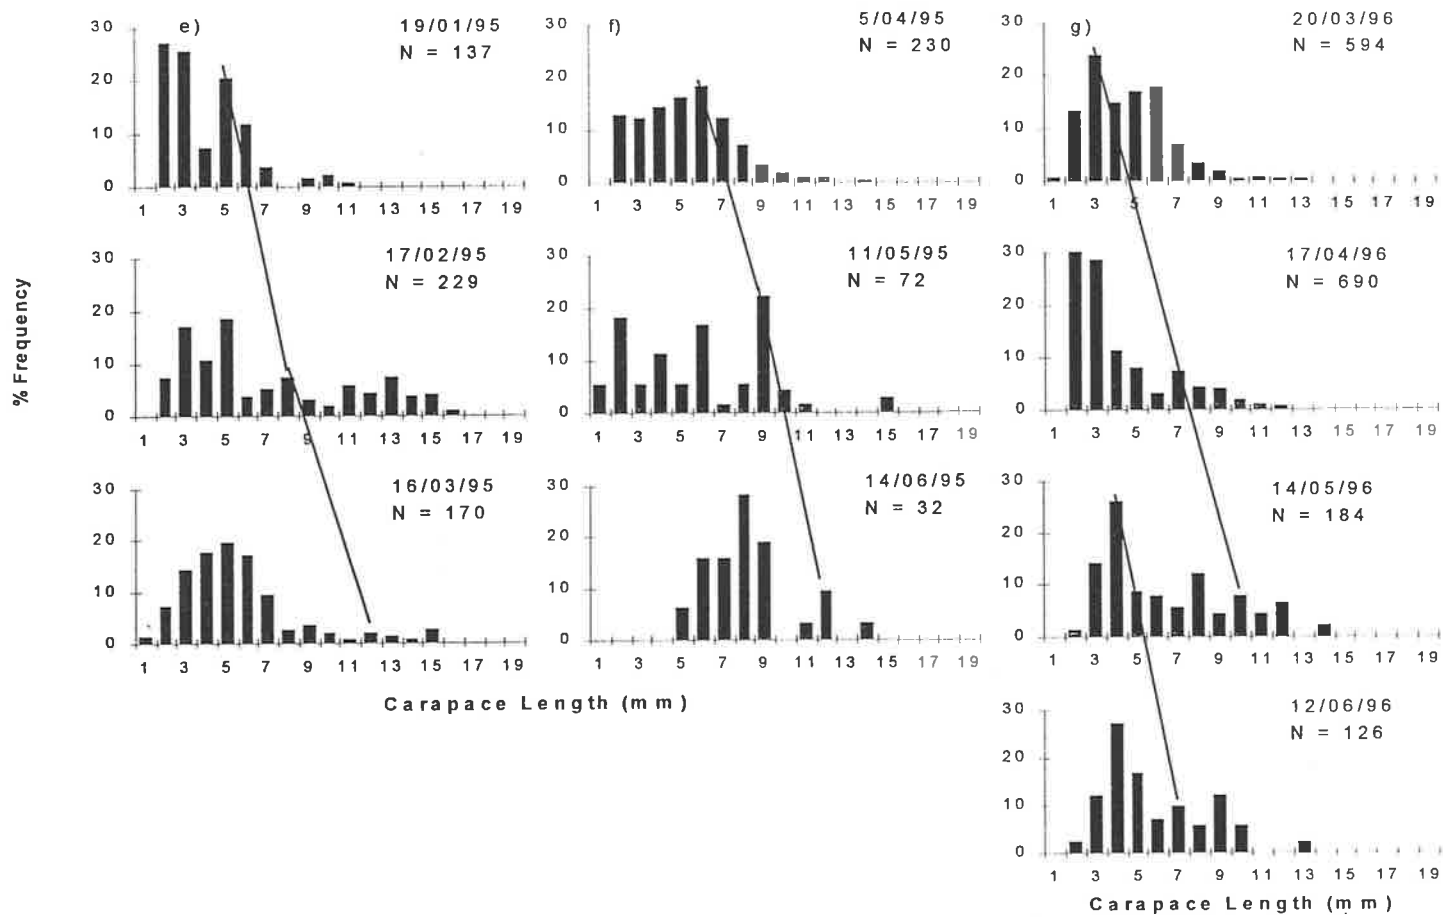 % Frequency
e)
19/01/95
N = 137
30
20
10
0
1 3 5 7 9 11 13 15 17 19
17/02/95
N = 229
30
20
10
0
1 3 5 7 9 11 13 15 17 19
16/03/95
N = 170
30
20
10
0
1 3 5 7 9 11 13 15 17 19
f)
5/04/95
N = 230
30
20
10
0
1 3 5 7 9 11 13 15 17 19
11/05/95
N = 72
30
20
10
0
1 3 5 7 9 11 13 15 17 19
14/06/95
N = 32
30
20
10
0
1 3 5 7 9 11 13 15 17 19
Carapace Length (mm)
g)
20/03/96
N = 594
30
20
10
0
1 3 5 7 9 11 13 15 17 19
17/04/96
N = 690
30
20
10
0
1 3 5 7 9 11 13 15 17 19
14/05/96
N = 184
30
20
10
0
1 3 5 7 9 11 13 15 17 19
12/06/96
N = 126
30
20
10
0
1 3 5 7 9 11 13 15 17 19
Carapace Length (mm)